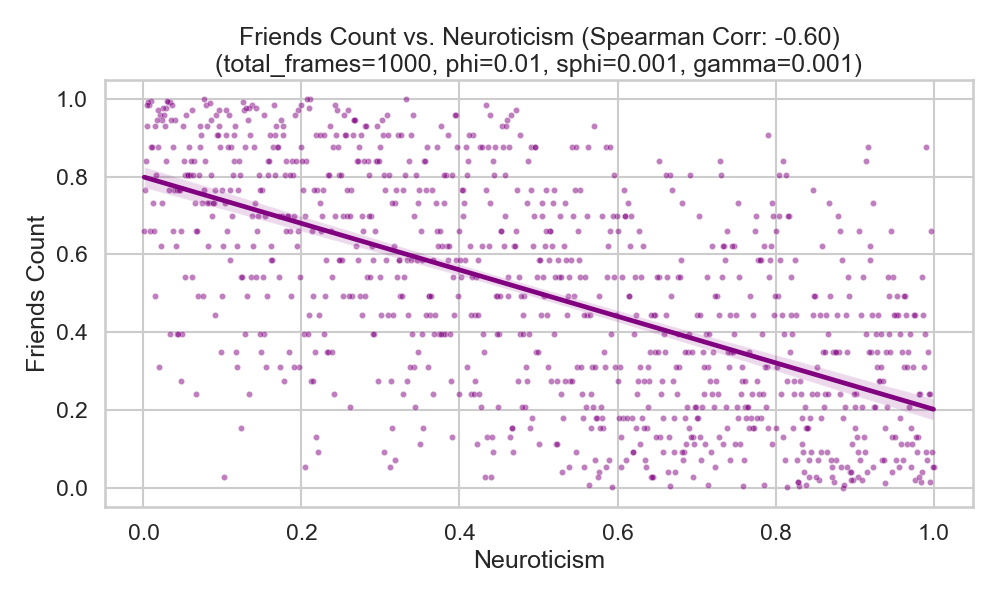 Friends Count vs. Neuroticism (Spearman Corr: -0.60)
(total_frames=1000, phi=0.01, sphi=0.001, gamma=0.001)
Friends Count
1.0
0.8
0.6
0.4
0.2
0.0
0.0 0.2 0.4 0.6 0.8 1.0
Neuroticism